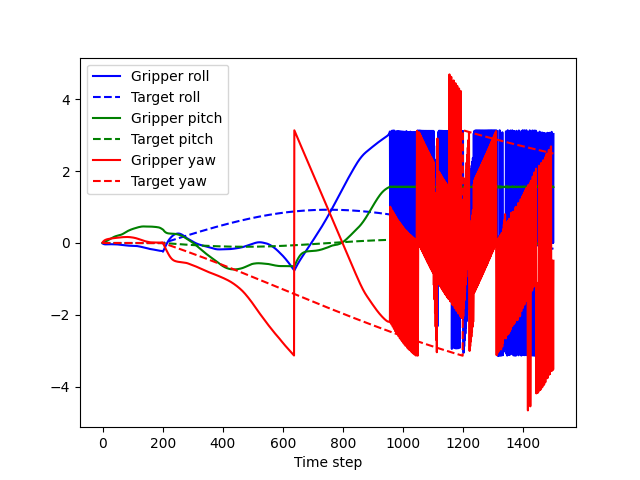 Gripper roll
Target roll
Gripper pitch
Target pitch
Gripper yaw
Target yaw
4
2
0
−2
−4
0 200 400 600 800 1000 1200 1400
Time step